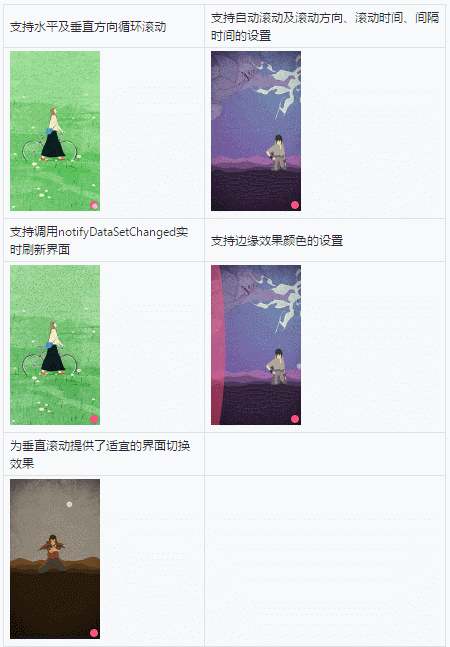 支持水平及垂直方向循环滚动
支持自动滚动及滚动方向、滚动时间、间隔
时间的设置
支持调用notifyDataSetChanged实
时刷新界面
支持边缘效果颜色的设置
为垂直滚动提供了适宜的界面切换
效果